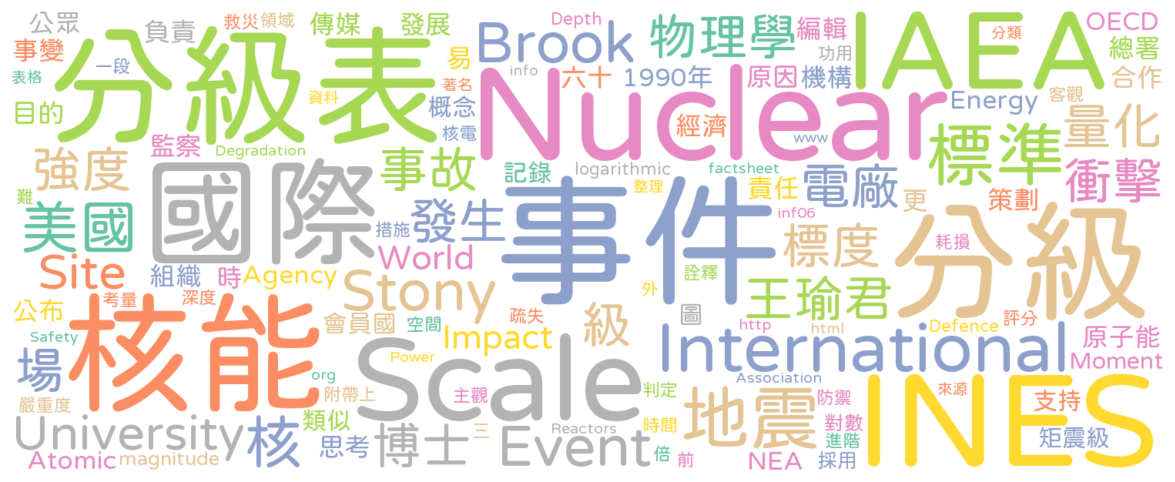 公眾 負責 救災 領域 傳媒 發展 Depth 物理學 編輯 IAEA 分類 OECD
事變 一段 分級表 易 Brook 功用 總署
表格 資料 著名 info 六十 1990年 原因 機構 合作
目的 概念 Nuclear Energy 客觀
核電 經濟 www 標準 量化
監察 Degradation
強度 事故 記錄 logarithmic factsheet 電廠 衝擊
難 國際 整理 責任 更 策劃
美國 措施 發生 事件 inf06 標度 分級
Site 組織 時 Agency World 詮釋 耗損
考量 深度 Stony 外 王瑜君
公布 核能 會員國 空間 疏失 級 圖 http html Defence 評分 原子能
Safety Impact International Moment
場 Power Scale Association
org 附帶上 主觀 判定 防禦 來源 支持
嚴重度 類似 地震 INES
University 核 思考 博士 三 Reactors 時間 對數 矩震級
Event 倍 進階
Atomic magnitude 前 NEA 採用